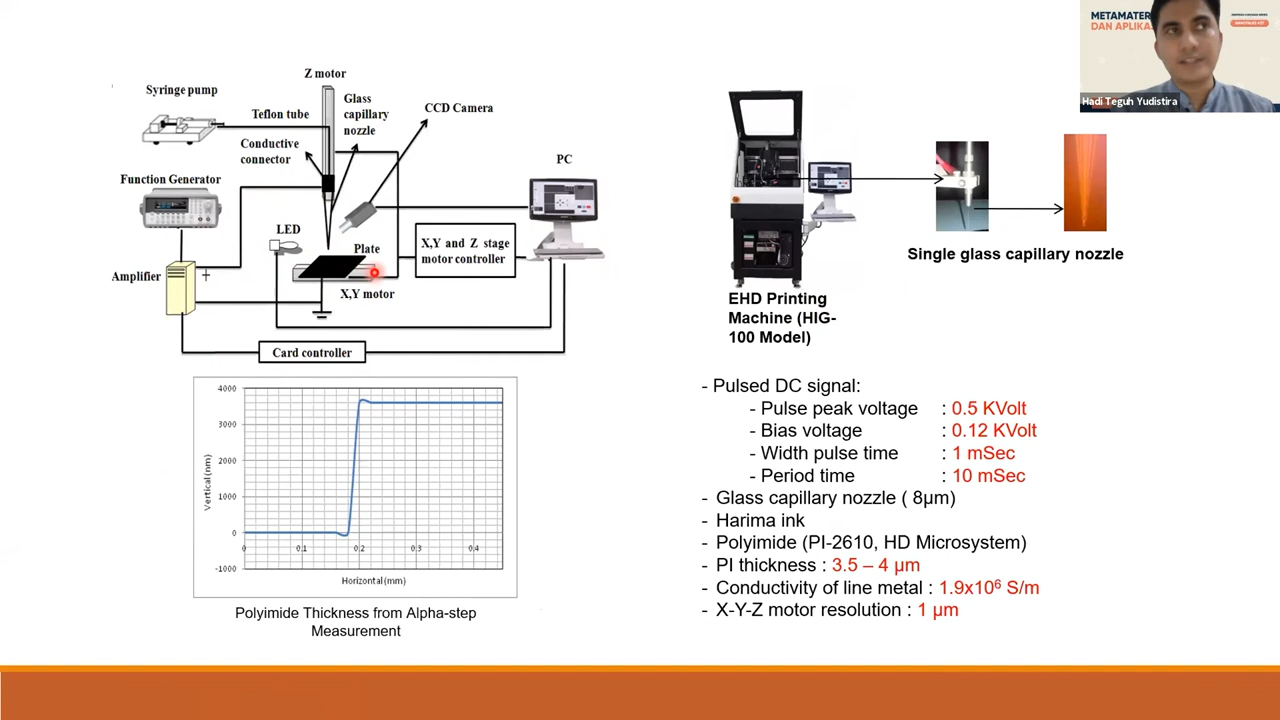 Z motor
Syringe pump
Teflon tube
Glass
capillary
nozzle
CCD Camera
Conductive
connector
Function Generator
PC
LED
Plate
X,Y and Z stage
motor controller
Amplifier
X,Y motor
Card controller
4000
3000
2000
1000
0
-1000
Vertical(nm)
0
0,1
0,2
0,3
0,4
Horizontal(mm)
Polyimide Thickness from Alpha-step
Measurement
METAMATER
DAN APLIKA
Hadi Teguh Yudistira
Single glass capillary nozzle
EHD Printing
Machine (HIG-
100 Model)
- Pulsed DC signal:
- Pulse peak voltage : 0.5 KVolt
- Bias voltage : 0.12 KVolt
- Width pulse time : 1 mSec
- Period time : 10 mSec
- Glass capillary nozzle ( 8µm)
- Harima ink
- Polyimide (PI-2610, HD Microsystem)
- PI thickness : 3.5 – 4 µm
- Conductivity of line metal : 1.9x10⁶ S/m
- X-Y-Z motor resolution : 1 µm